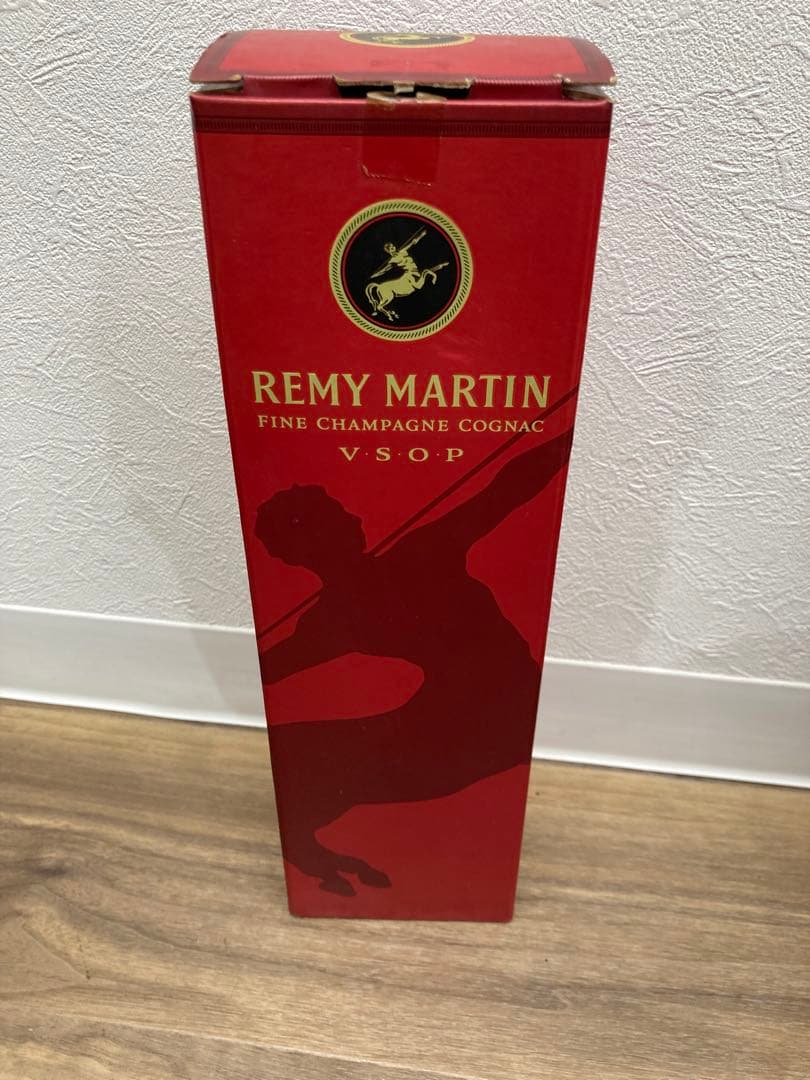 REMY MARTIN
FINE CHAMPAGNE COGNAC
V·S·O·P